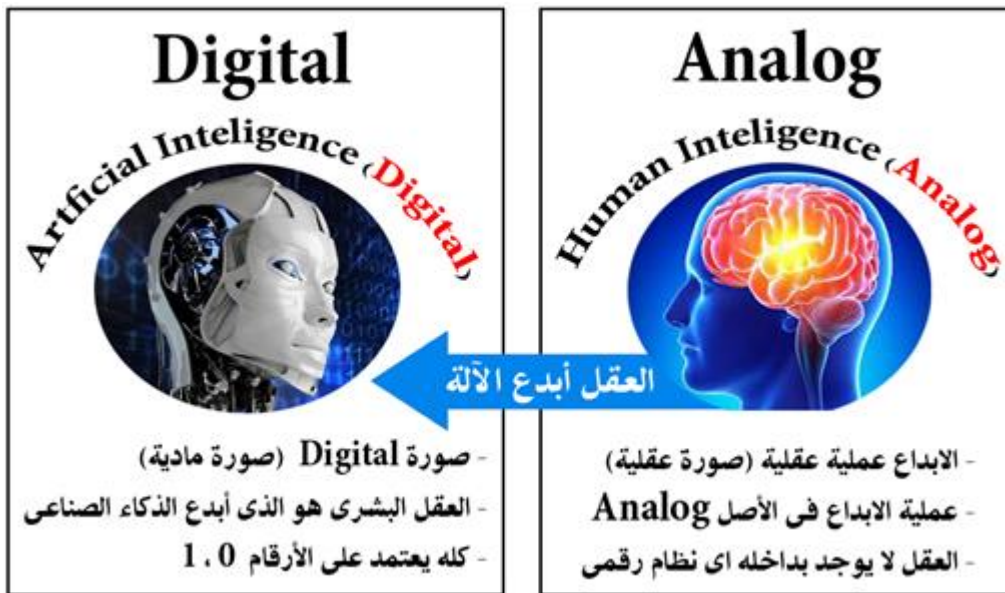 Digital
Artficial Inteligence (Digital)
- صورة Digital (صورة مادية)
- العقل البشرى هو الذى أبدع الذكاء الصناعى
- كله يعتمد على الأرقام 1 ، 0
العقل أبدع الآلة
Analog
Human Inteligence (Analog)
- الابداع عملية عقلية (صورة عقلية)
- عملية الابداع فى الأصل Analog
- العقل لا يوجد بداخله اى نظام رقمى